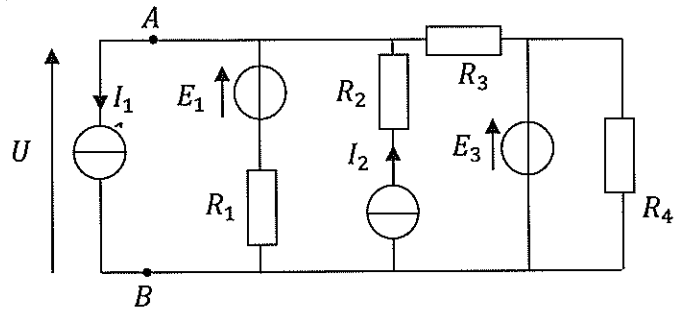 A
I₁
E₁
R₂
R₃
U
I₂
E₃
R₁
R₄
B